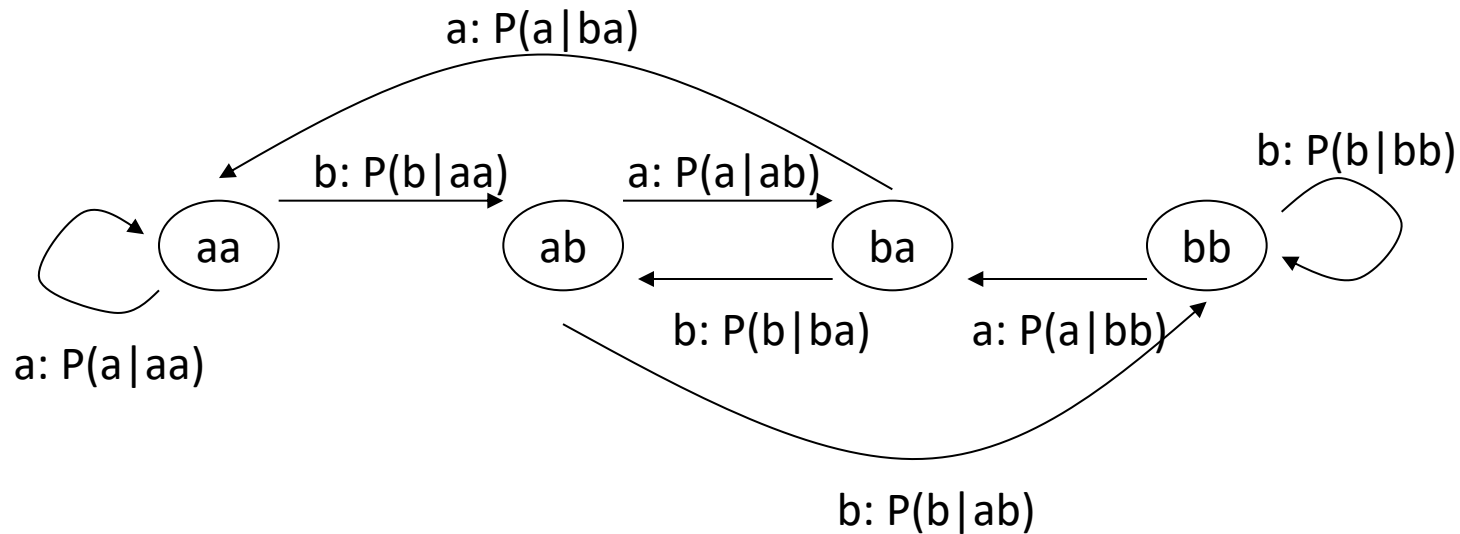 a: P(a|ba)
b: P(b|bb)
b: P(b|aa)
a: P(a|ab)
aa
ab
ba
bb
b: P(b|ba)
a: P(a|bb)
a: P(a|aa)
b: P(b|ab)